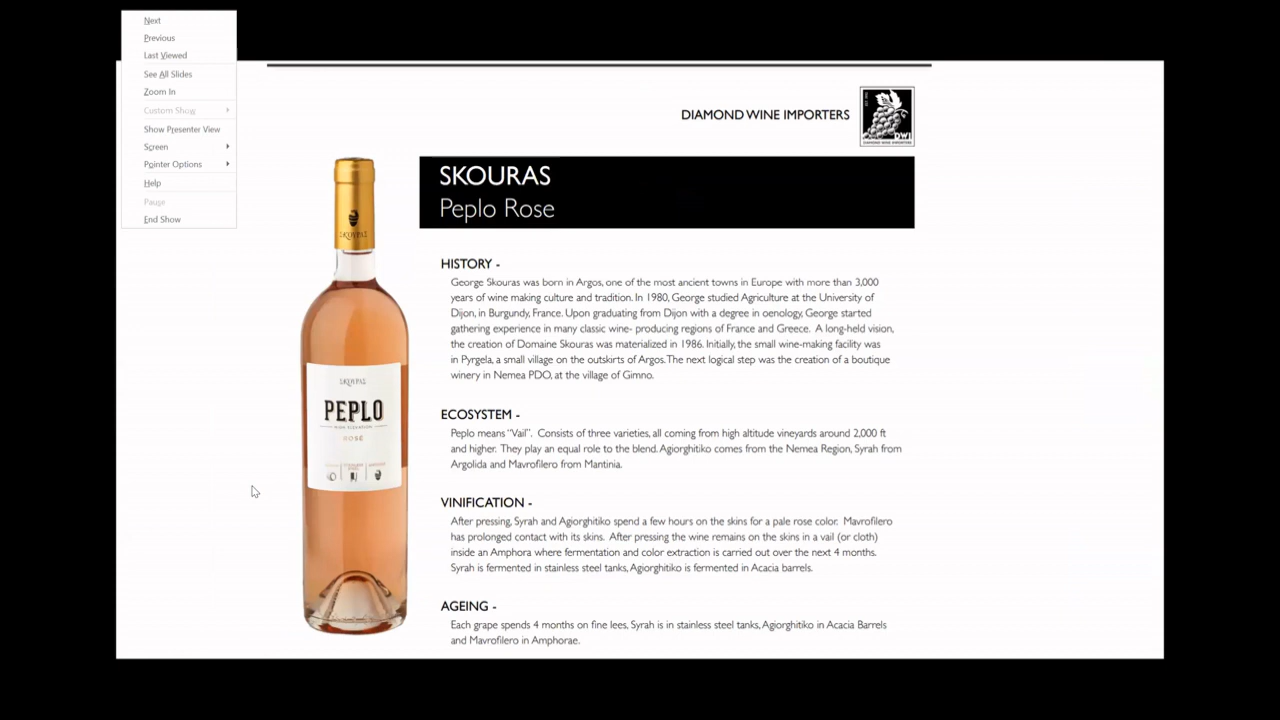 Next
Previous
Last Viewed
See All Slides
Zoom In
Custom Show
Show Presenter View
Screen
Pointer Options
Help
Pause
End Show
DIAMOND WINE IMPORTERS
DWI
DIAMOND WINE IMPORTERS
SKOURAS
Peplo Rose
ΣΚΟΥΡΑΣ
ΣΚΟΥΡΑΣ
PEPLO
ROSÉ
HISTORY -
George Skouras was born in Argos, one of the most ancient towns in Europe with more than 3,000
years of wine making culture and tradition. In 1980, George studied Agriculture at the University of
Dijon, in Burgundy, France. Upon graduating from Dijon with a degree in oenology, George started
gathering experience in many classic wine- producing regions of France and Greece. A long-held vision,
the creation of Domaine Skouras was materialized in 1986. Initially, the small wine-making facility was
in Pyrgela, a small village on the outskirts of Argos. The next logical step was the creation of a boutique
winery in Nemea PDO, at the village of Gimno.
ECOSYSTEM -
Peplo means “Vail”. Consists of three varieties, all coming from high altitude vineyards around 2,000 ft
and higher. They play an equal role to the blend. Agiorghitiko comes from the Nemea Region, Syrah from
Argolida and Mavrofilero from Mantinia.
VINIFICATION -
After pressing, Syrah and Agiorghitiko spend a few hours on the skins for a pale rose color. Mavrofilero
has prolonged contact with its skins. After pressing the wine remains on the skins in a vail (or cloth)
inside an Amphora where fermentation and color extraction is carried out over the next 4 months.
Syrah is fermented in stainless steel tanks, Agiorghitiko is fermented in Acacia barrels.
AGEING -
Each grape spends 4 months on fine lees, Syrah is in stainless steel tanks, Agiorghitiko in Acacia Barrels
and Mavrofilero in Amphorae.